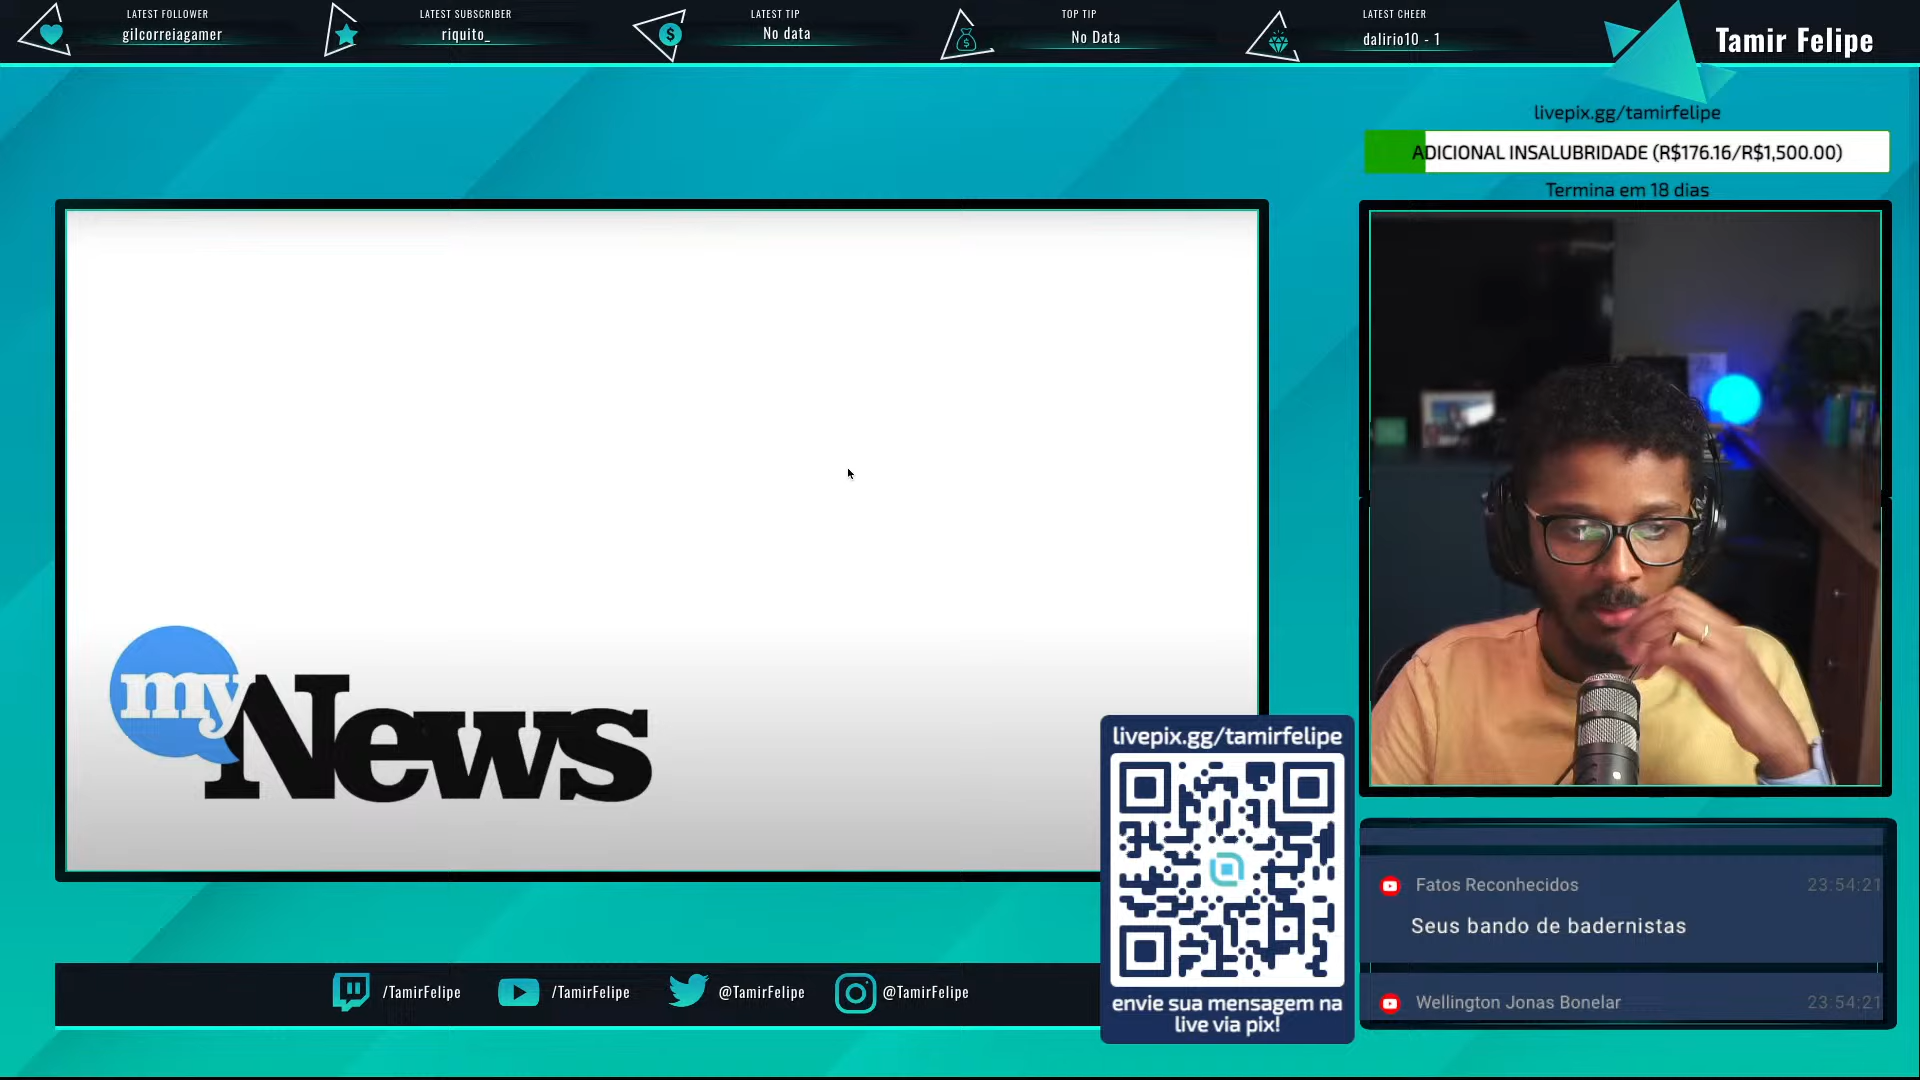 LATEST FOLLOWER
gilcorreiagamer
LATEST SUBSCRIBER
riquito_
LATEST TIP
No data
TOP TIP
No Data
LATEST CHEER
dalirio10 - 1
Tamir Felipe
livepix.gg/tamirfelipe
ADICIONAL INSALUBRIDADE (R$176.16/R$1,500.00)
Termina em 18 dias
my News
livepix.gg/tamirfelipe
envie sua mensagem na
live via pix!
Fatos Reconhecidos 23:54:21
Seus bando de badernistas
Wellington Jonas Bonelar 23:54:21
/TamirFelipe
/TamirFelipe
@TamirFelipe
@TamirFelipe